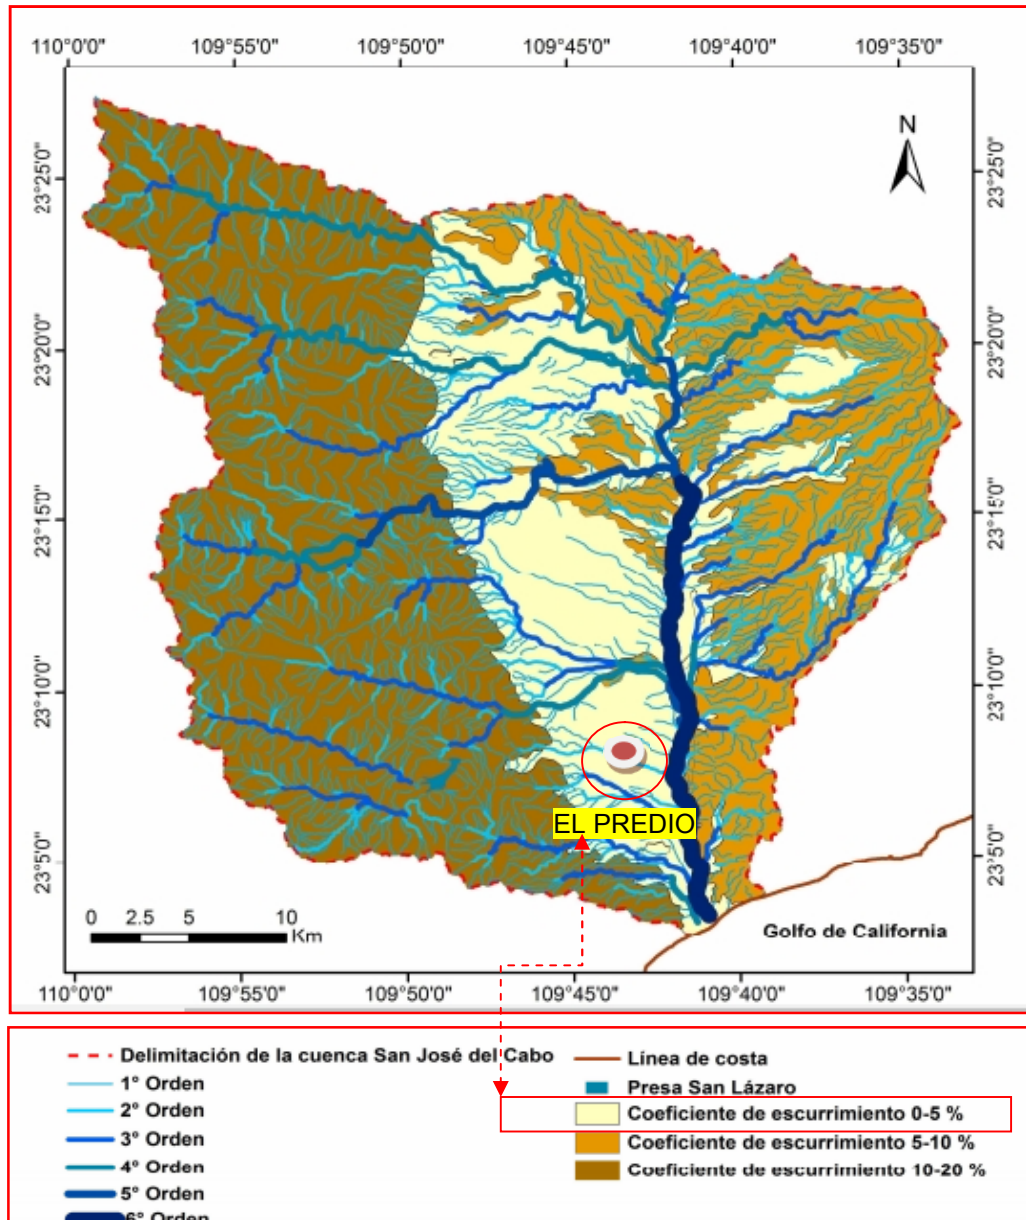 110°0'0" 109°55'0" 109°50'0" 109°45'0" 109°40'0" 109°35'0"
N
23°25'0" 23°25'0"
23°20'0" 23°20'0"
23°15'0" 23°15'0"
23°10'0" 23°10'0"
EL PREDIO
23°5'0" 23°5'0"
0 2.5 5 10
Km
Golfo de California
110°0'0" 109°55'0" 109°50'0" 109°45'0" 109°40'0" 109°35'0"
Delimitación de la cuenca San José del Cabo
1° Orden
2° Orden
3° Orden
4° Orden
5° Orden
6° Orden
Línea de costa
Presa San Lázaro
Coeficiente de escurrimiento 0-5 %
Coeficiente de escurrimiento 5-10 %
Coeficiente de escurrimiento 10-20 %